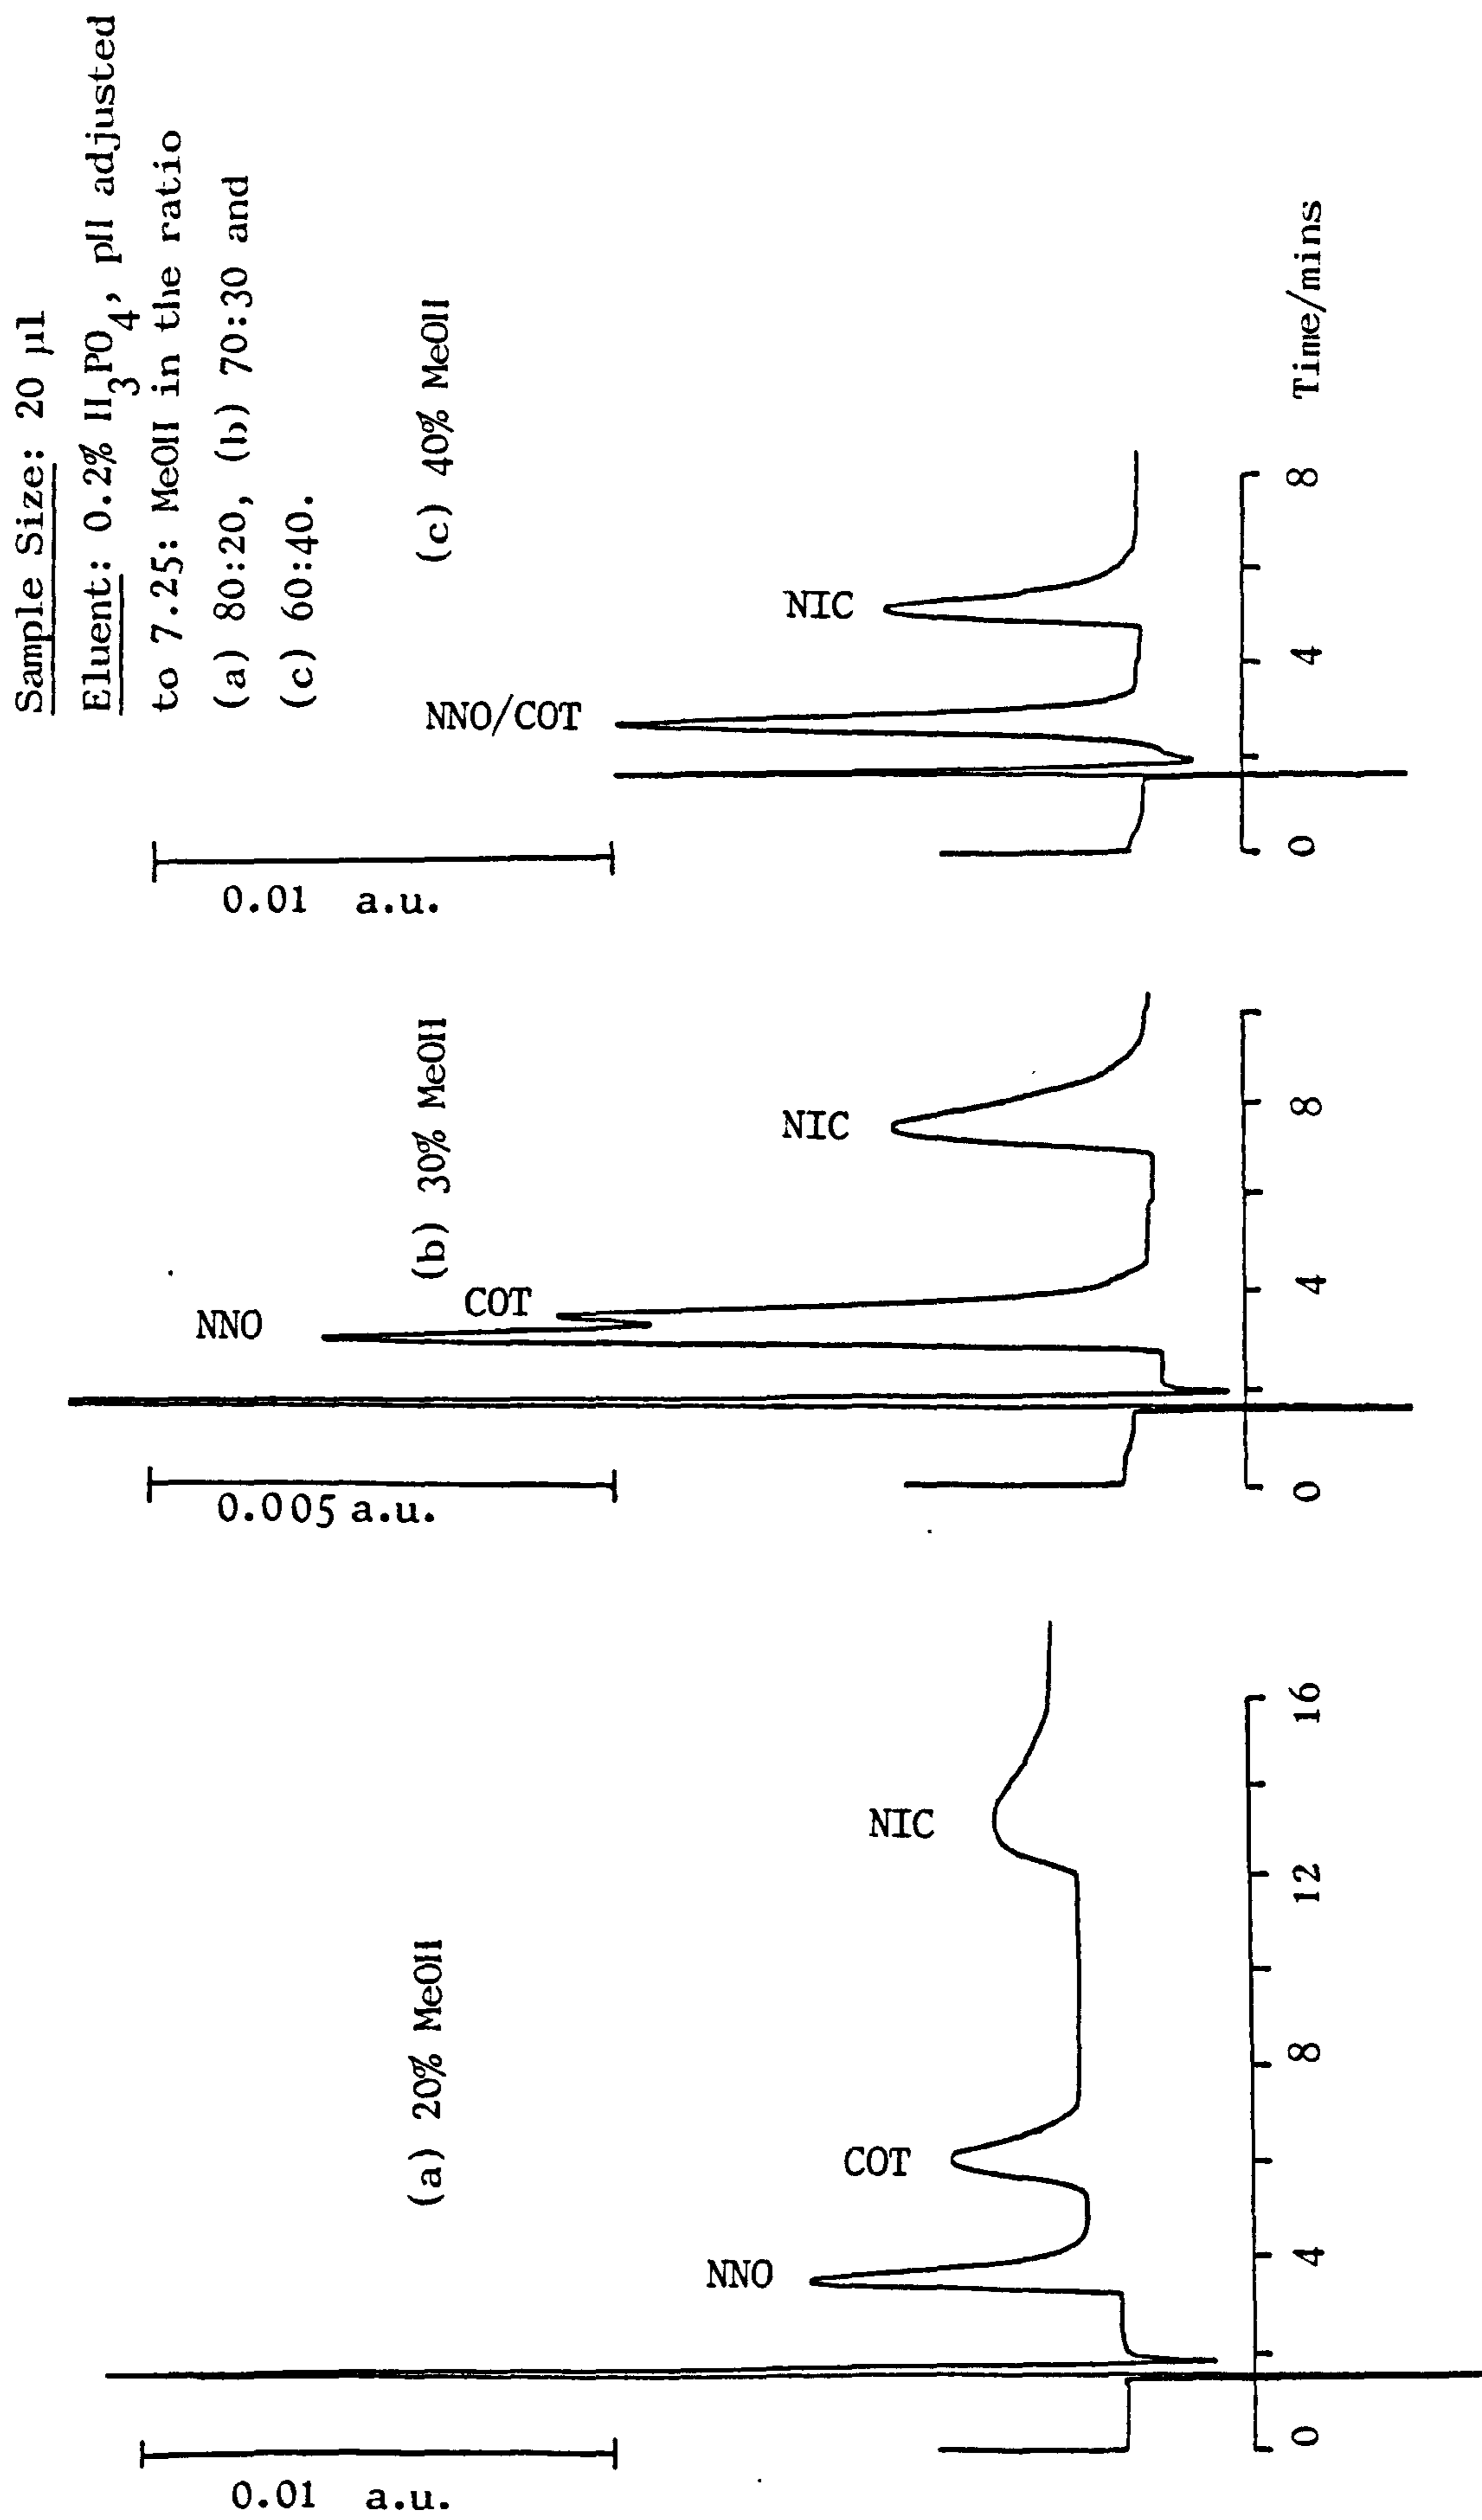 Sample Size: 20 µl
Eluent: 0.2% H3PO4, pH adjusted
to 7.25: MeOH in the ratio
(a) 80:20, (b) 70:30 and
(c) 60:40.
(a) 20% MeOH
NNO
COT
NIC
0.01 a.u.
0 4 8 12 16
(b) 30% MeOH
NNO
COT
NIC
0.005 a.u.
0 4 8
(c) 40% MeOH
NNO/COT
NIC
0.01 a.u.
0 4 8 Time/mins